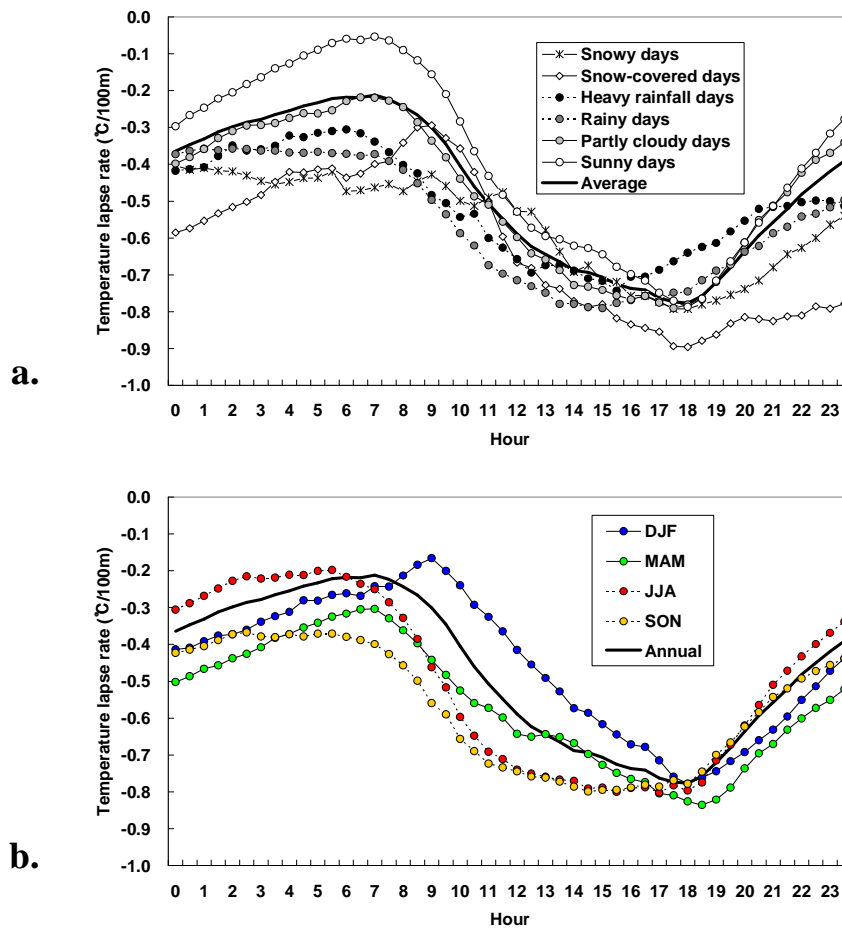 Temperature lapse rate (℃/100m)
0.0
-0.1
-0.2
-0.3
-0.4
-0.5
-0.6
-0.7
-0.8
-0.9
-1.0
Snowy days
Snow-covered days
Heavy rainfall days
Rainy days
Partly cloudy days
Sunny days
Average
a.
0 1 2 3 4 5 6 7 8 9 10 11 12 13 14 15 16 17 18 19 20 21 22 23
Hour
Temperature lapse rate (℃/100m)
0.0
-0.1
-0.2
-0.3
-0.4
-0.5
-0.6
-0.7
-0.8
-0.9
-1.0
DJF
MAM
JJA
SON
Annual
b.
0 1 2 3 4 5 6 7 8 9 10 11 12 13 14 15 16 17 18 19 20 21 22 23
Hour